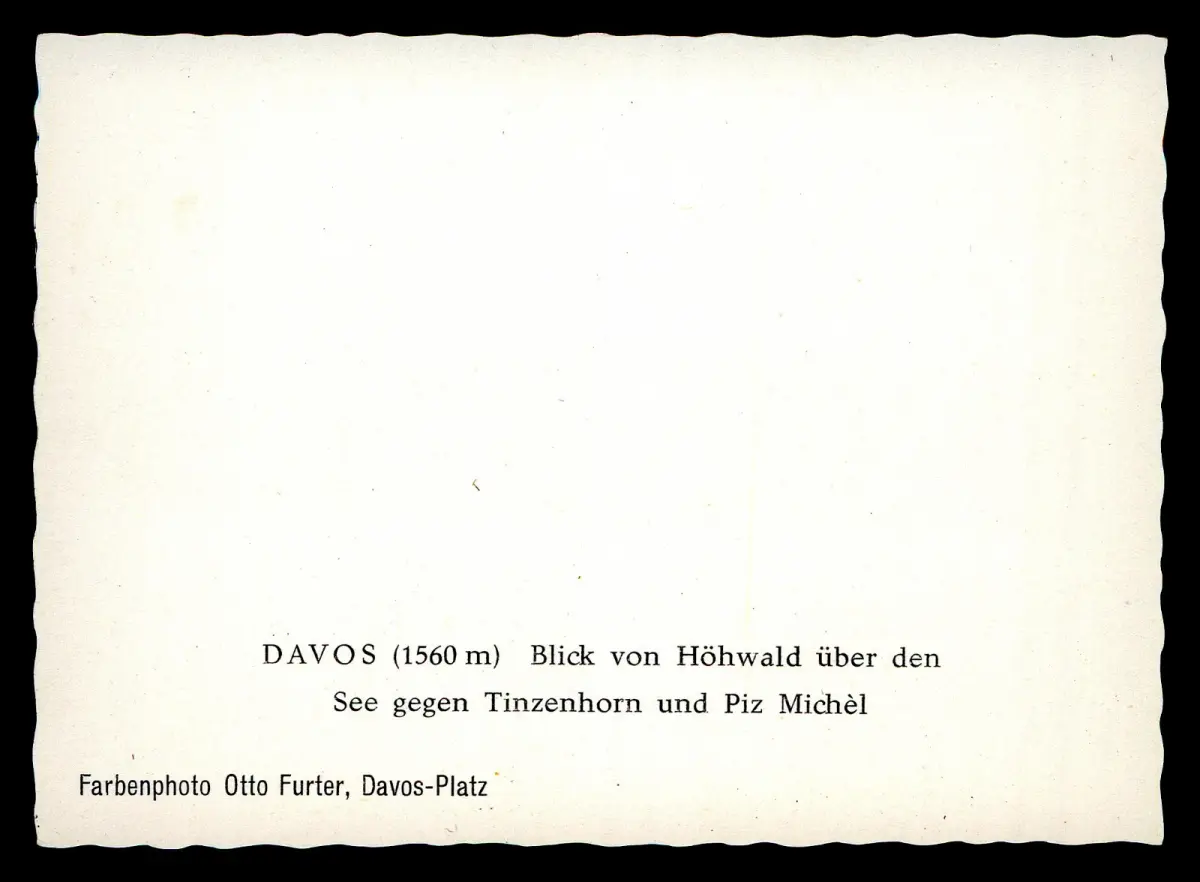 DAVOS (1560 m) Blick von Höhwald über den
See gegen Tinzenhorn und Piz Michèl
Farbenphoto Otto Furter, Davos-Platz